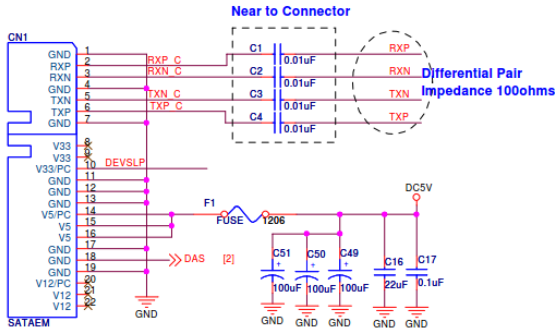 Near to Connector
CN1
GND 1
RXP 2 RXP_C C1 0.01uF RXP
RXN 3 RXN_C C2 0.01uF RXN
GND 4
TXN 5 TXN_C C3 0.01uF TXN
TXP 6 TXP_C C4 0.01uF TXP
GND 7
Differential Pair
Impedance 100ohms
V33 8
V33 9
V33/PC 10 DEVSLP
GND 11
GND 12
GND 13
V5/PC 14
V5 15
V5 16
GND 17
GND 18 DAS [2]
GND 19
V12/PC 20
V12 21
V12 22
SATAEM
GND
F1
FUSE 1206
DC5V
C51 C50 C49 C16 C17
100uF 100uF 100uF 22uF 0.1uF
GND GND GND GND GND